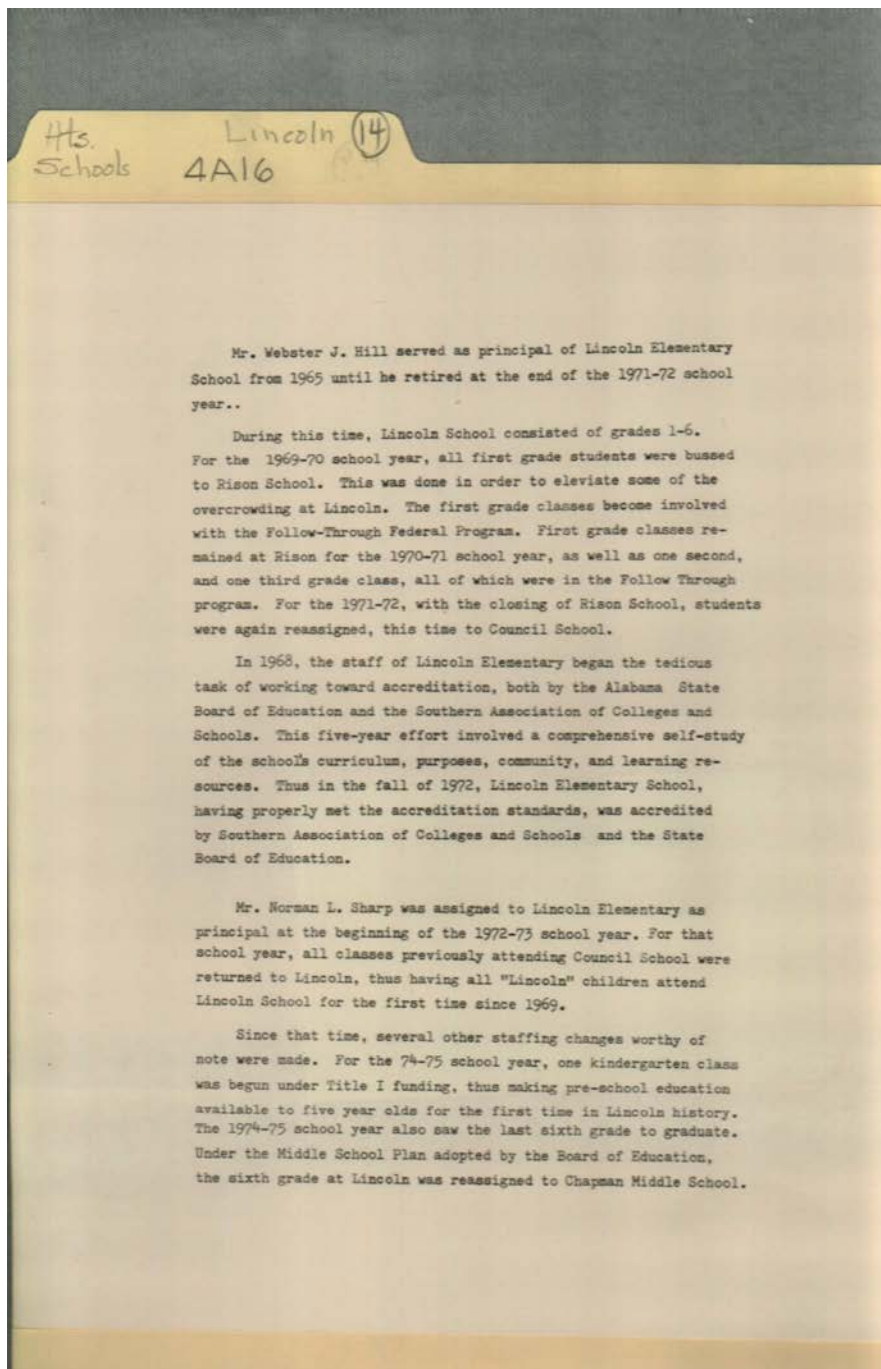 Hts. Lincoln 14
Schools 4A16
Mr. Webster J. Hill served as principal of Lincoln Elementary
School from 1965 until he retired at the end of the 1971-72 school
year..
During this time, Lincoln School consisted of grades 1-6.
For the 1969-70 school year, all first grade students were bussed
to Rison School. This was done in order to eleviate some of the
overcrowding at Lincoln. The first grade classes become involved
with the Follow-Through Federal Program. First grade classes re-
mained at Rison for the 1970-71 school year, as well as one second,
and one third grade class, all of which were in the Follow Through
program. For the 1971-72, with the closing of Rison School, students
were again reassigned, this time to Council School.
In 1968, the staff of Lincoln Elementary began the tedious
task of working toward accreditation, both by the Alabama State
Board of Education and the Southern Association of Colleges and
Schools. This five-year effort involved a comprehensive self-study
of the school's curriculum, purposes, community, and learning re-
sources. Thus in the fall of 1972, Lincoln Elementary School,
having properly met the accreditation standards, was accredited
by Southern Association of Colleges and Schools and the State
Board of Education.
Mr. Norman L. Sharp was assigned to Lincoln Elementary as
principal at the beginning of the 1972-73 school year. For that
school year, all classes previously attending Council School were
returned to Lincoln, thus having all "Lincoln" children attend
Lincoln School for the first time since 1969.
Since that time, several other staffing changes worthy of
note were made. For the 74-75 school year, one kindergarten class
was begun under Title I funding, thus making pre-school education
available to five year olds for the first time in Lincoln history.
The 1974-75 school year also saw the last sixth grade to graduate.
Under the Middle School Plan adopted by the Board of Education,
the sixth grade at Lincoln was reassigned to Chapman Middle School.